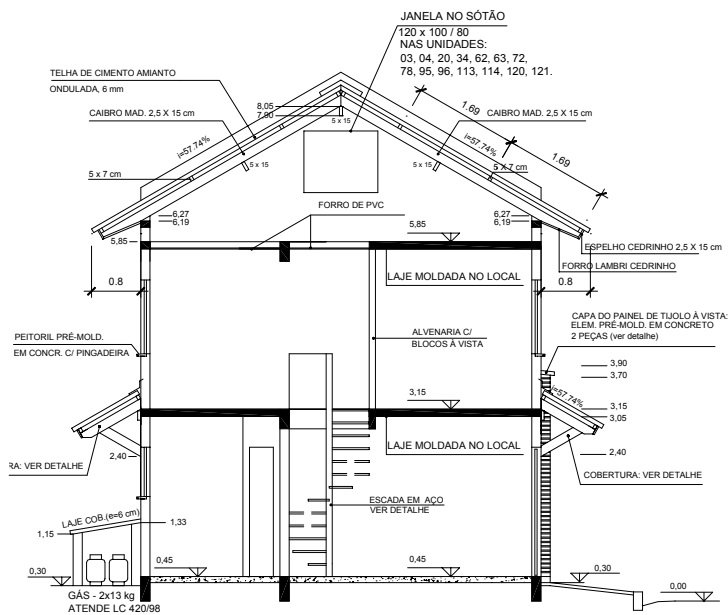 JANELA NO SÓTÃO
120 x 100 / 80
NAS UNIDADES:
03, 04, 20, 34, 62, 63, 72,
78, 95, 96, 113, 114, 120, 121.
TELHA DE CIMENTO AMIANTO
ONDULADA, 6 mm
8,05
7,90
1.69
CAIBRO MAD. 2,5 X 15 cm
CAIBRO MAD. 2,5 X 15 cm
5 x 15
i=57.74%
i=57.74%
1.69
5 x 15
5 x 15
5 x 7 cm
5 X 7 cm
FORRO DE PVC
6,27
6,19
6,27
6,19
5,85
5,85
ESPELHO CEDRINHO 2,5 X 15 cm
FORRO LAMBRI CEDRINHO
0.8
LAJE MOLDADA NO LOCAL
0.8
CAPA DO PAINEL DE TIJOLO À VISTA:
ELEM. PRÉ-MOLD. EM CONCRETO
2 PEÇAS (ver detalhe)
PEITORIL PRÉ-MOLD.
EM CONCR. C/ PINGADEIRA
ALVENARIA C/
BLOCOS À VISTA
3,90
3,70
i=57.74%
3,15
3,15
3,05
2,40
LAJE MOLDADA NO LOCAL
2,40
RA: VER DETALHE
COBERTURA: VER DETALHE
ESCADA EM AÇO
VER DETALHE
LAJE COB.(e=6 cm)
1,15
1,33
0,30
0,45
0,45
0,30
0,00
GÁS - 2x13 kg
ATENDE LC 420/98